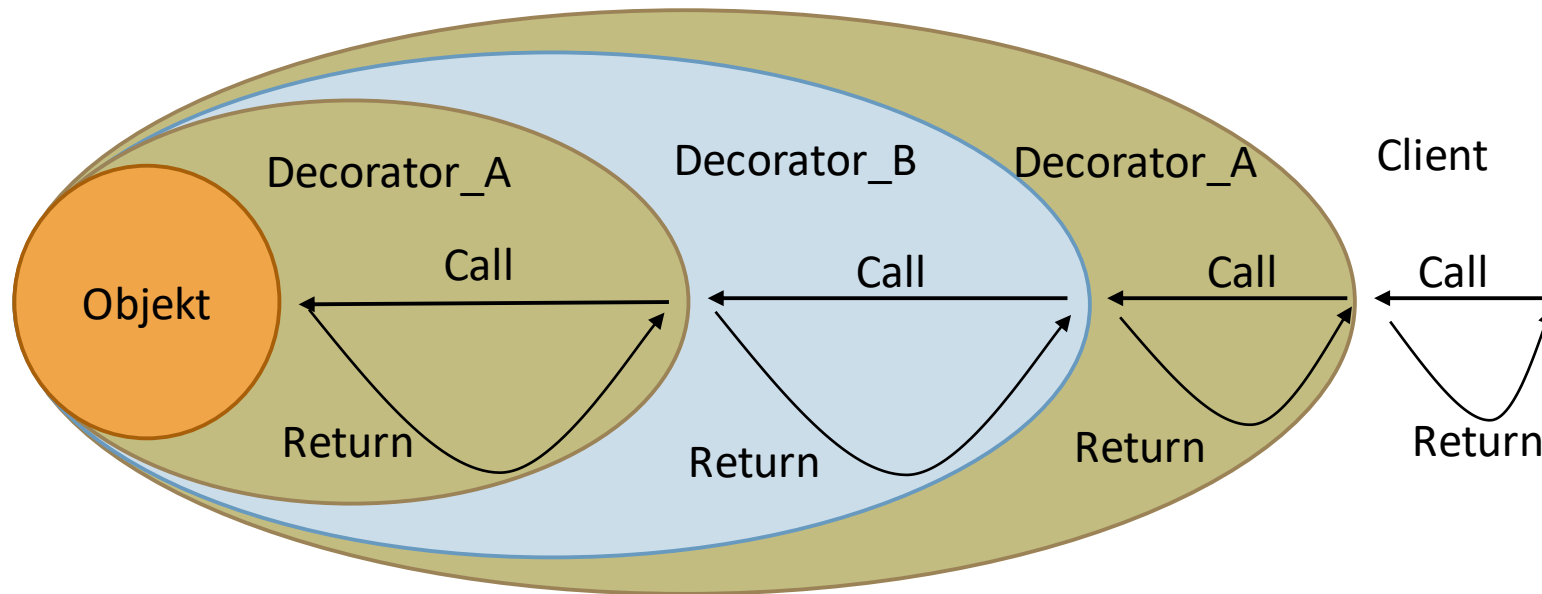 Objekt
Decorator_A
Call
Return
Decorator_B
Call
Return
Decorator_A
Call
Return
Client
Call
Return